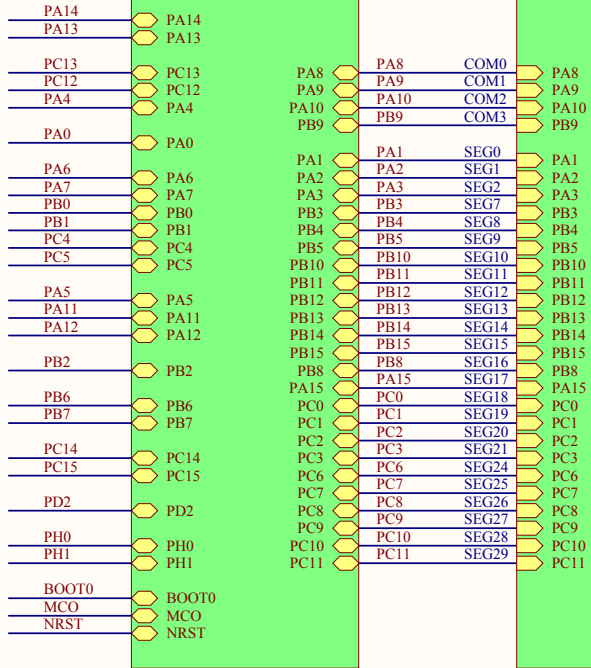 PA14 PA14
PA13 PA13
PC13 PC13 PA8 PA8 COM0 PA8
PC12 PC12 PA9 PA9 COM1 PA9
PA4 PA4 PA10 PA10 COM2 PA10
PB9 PB9 COM3 PB9
PA0 PA0
PA1 PA1 SEG0 PA1
PA6 PA6 PA2 PA2 SEG1 PA2
PA7 PA7 PA3 PA3 SEG2 PA3
PB0 PB0 PB3 PB3 SEG7 PB3
PB1 PB1 PB4 PB4 SEG8 PB4
PC4 PC4 PB5 PB5 SEG9 PB5
PC5 PC5 PB10 PB10 SEG10 PB10
PB11 PB11 SEG11 PB11
PA5 PA5 PB12 PB12 SEG12 PB12
PA11 PA11 PB13 PB13 SEG13 PB13
PA12 PA12 PB14 PB14 SEG14 PB14
PB15 PB15 SEG15 PB15
PB2 PB2 PB8 PB8 SEG16 PB8
PA15 PA15 SEG17 PA15
PB6 PB6 PC0 PC0 SEG18 PC0
PB7 PB7 PC1 PC1 SEG19 PC1
PC2 PC2 SEG20 PC2
PC14 PC14 PC3 PC3 SEG21 PC3
PC15 PC15 PC6 PC6 SEG24 PC6
PC7 PC7 SEG25 PC7
PD2 PD2 PC8 PC8 SEG26 PC8
PC9 PC9 SEG27 PC9
PH0 PH0 PC10 PC10 SEG28 PC10
PH1 PH1 PC11 PC11 SEG29 PC11
BOOT0 BOOT0
MCO MCO
NRST NRST